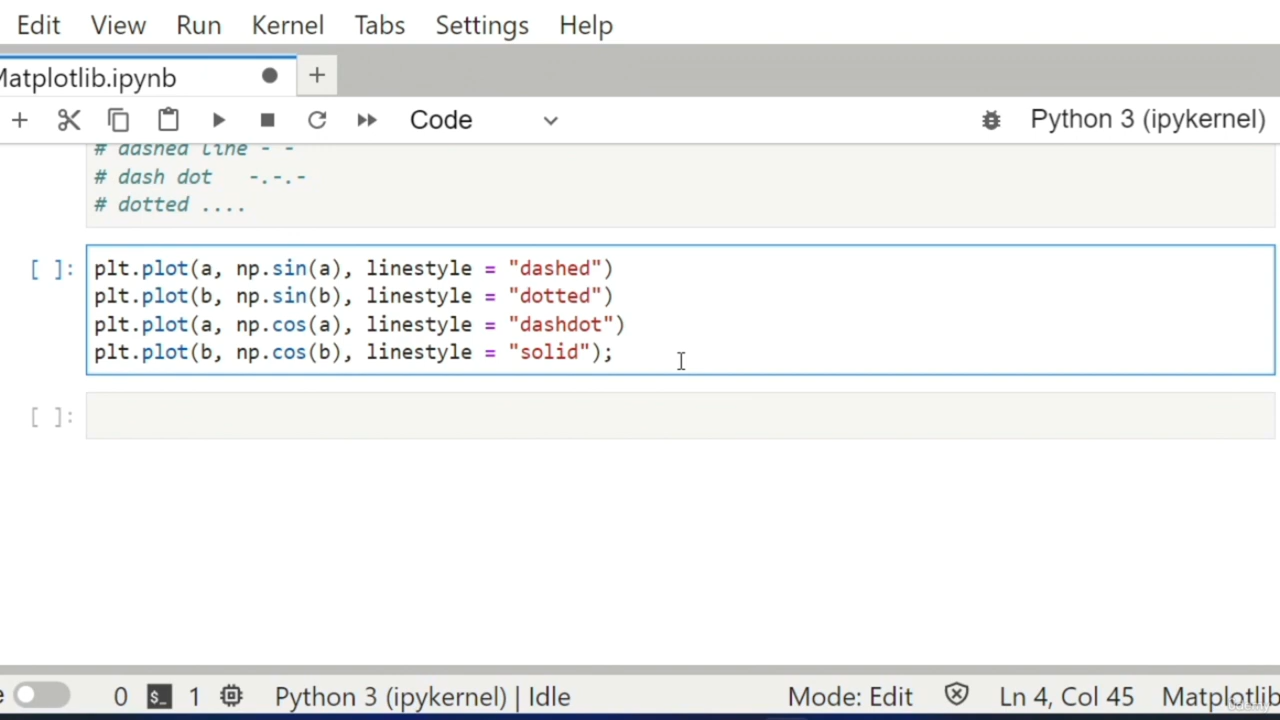 Edit View Run Kernel Tabs Settings Help
Matplotlib.ipynb
Code Python 3 (ipykernel)
# dashed line - -
# dash dot   -.-.-
# dotted ....
[ ]: plt.plot(a, np.sin(a), linestyle = "dashed")
plt.plot(b, np.sin(b), linestyle = "dotted")
plt.plot(a, np.cos(a), linestyle = "dashdot")
plt.plot(b, np.cos(b), linestyle = "solid");
[ ]:
e 0 $_ 1 Python 3 (ipykernel) | Idle Mode: Edit Ln 4, Col 45 Matplotlib
Udemy